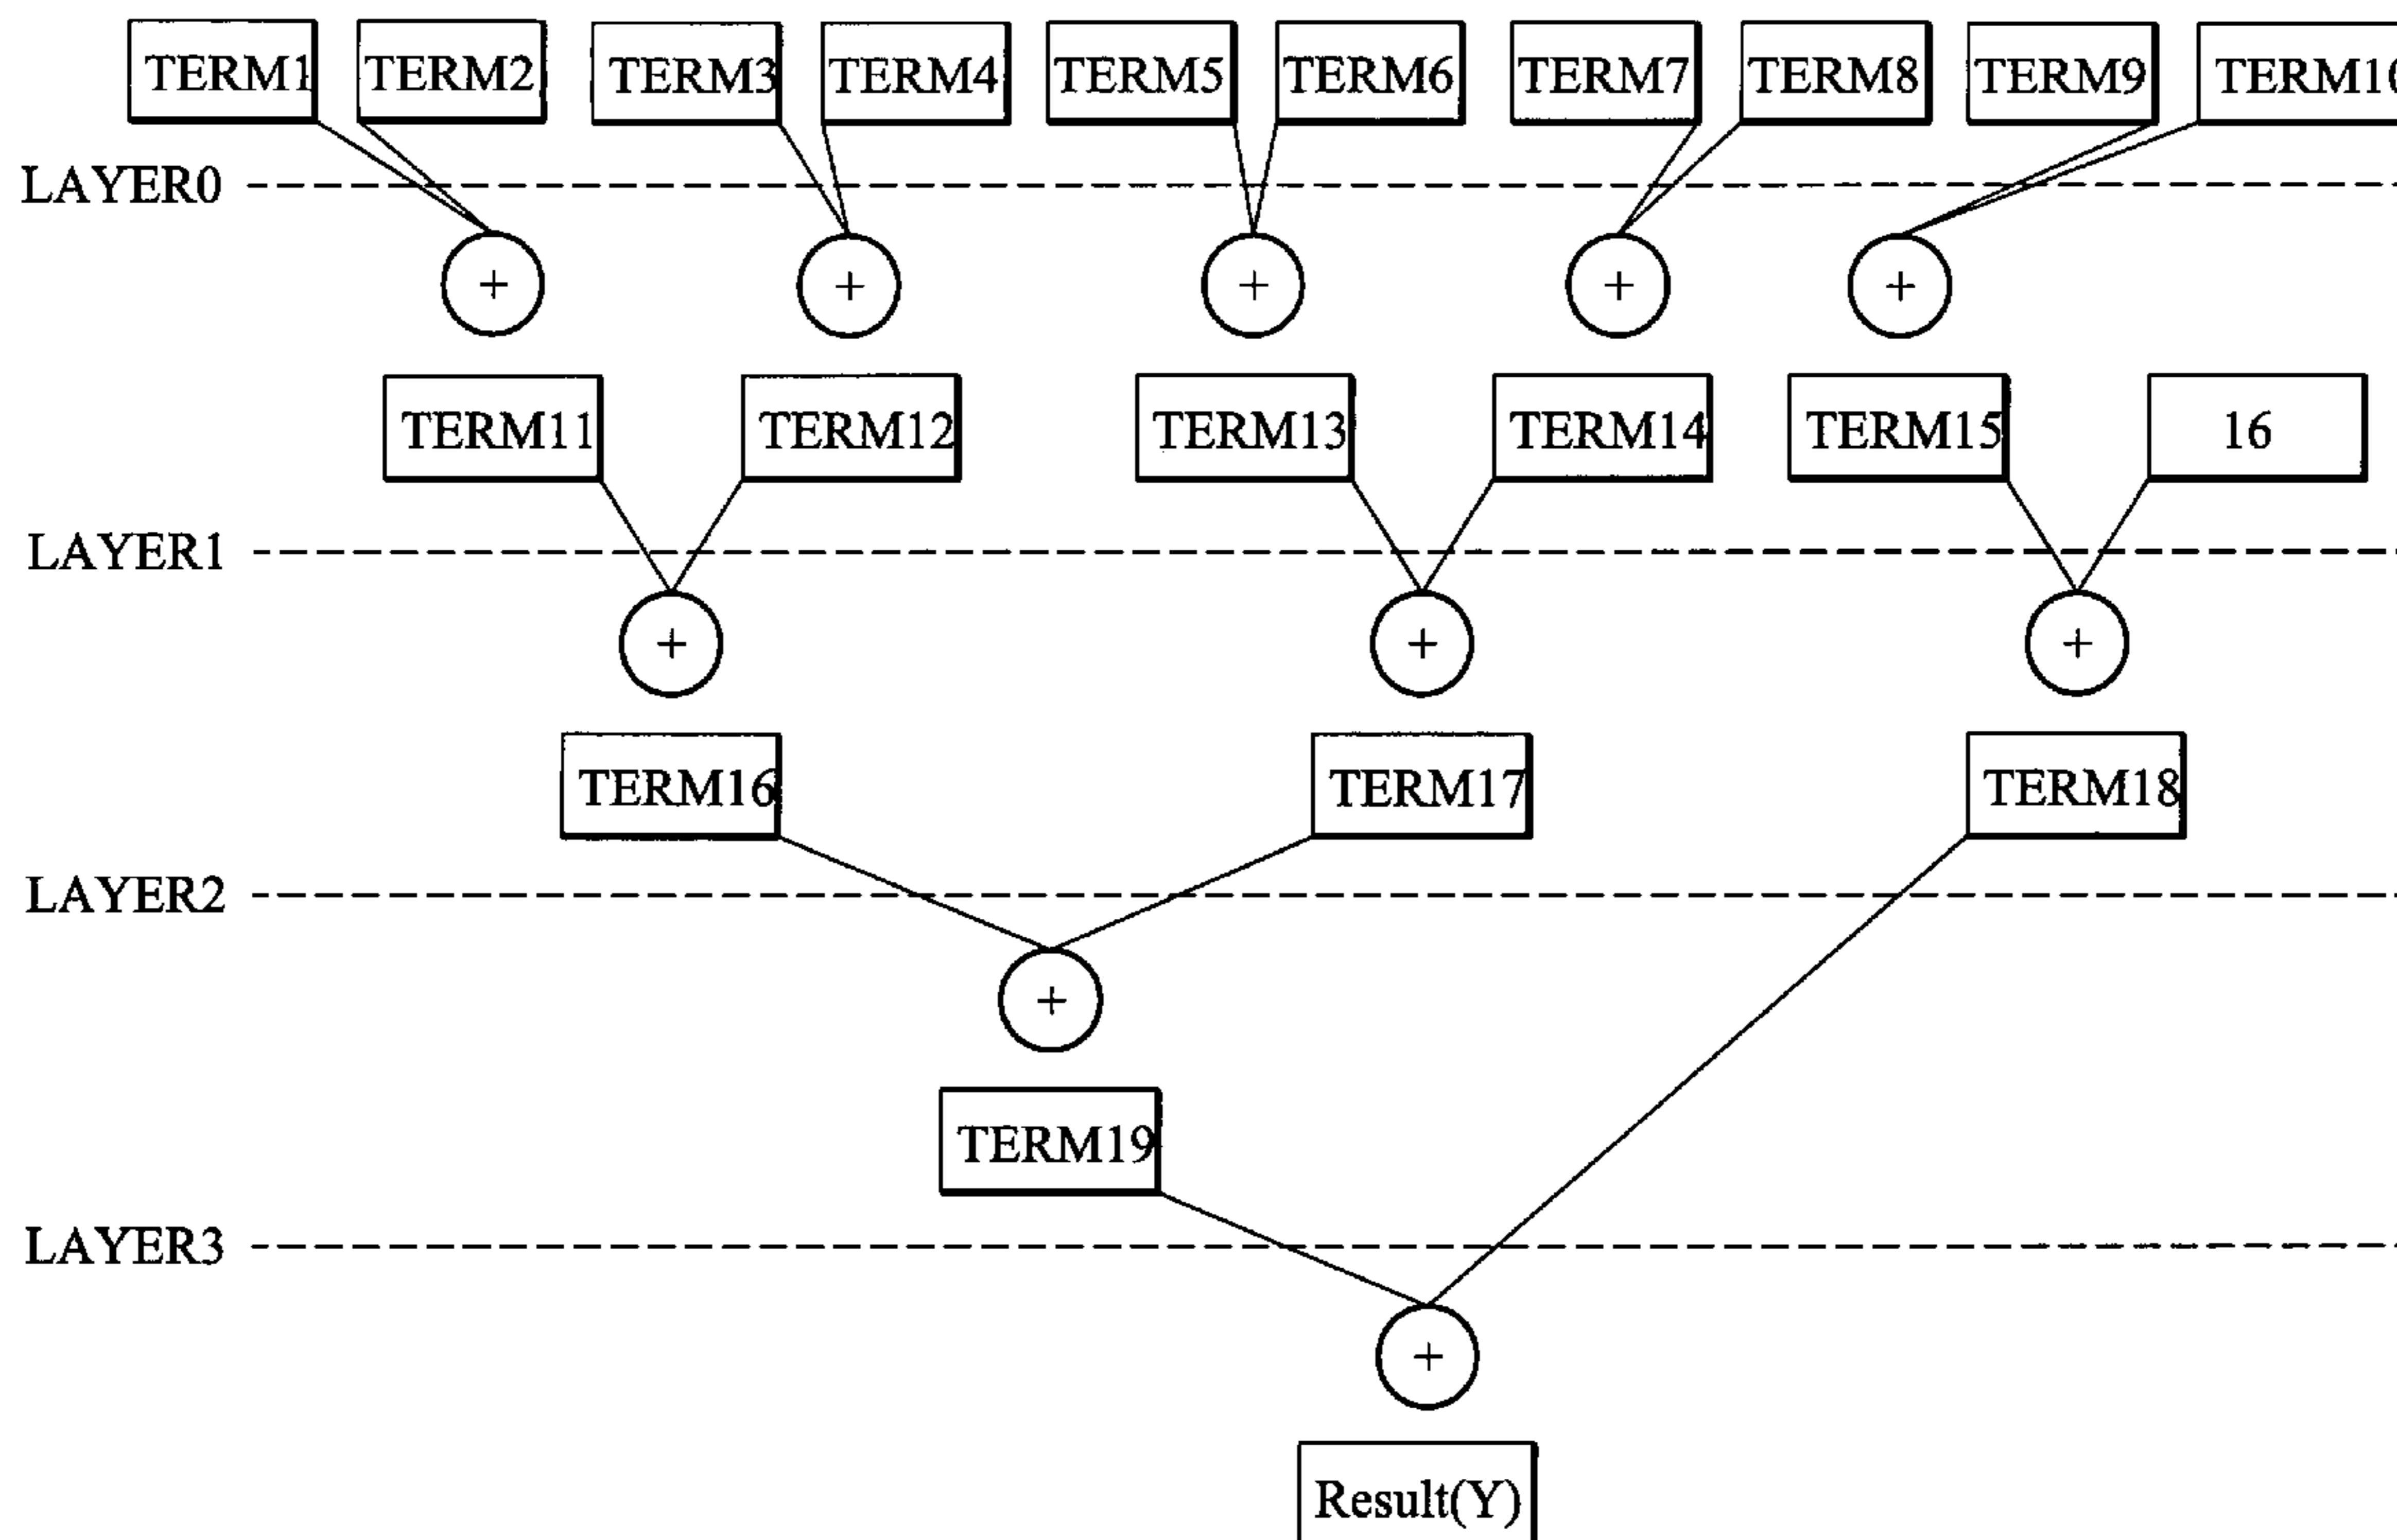 TERM1 TERM2 TERM3 TERM4 TERM5 TERM6 TERM7 TERM8 TERM9 TERM10
LAYER0
+ + + + +
TERM11 TERM12 TERM13 TERM14 TERM15 16
LAYER1
+ + +
TERM16 TERM17 TERM18
LAYER2
+
TERM19
LAYER3
+
Result(Y)